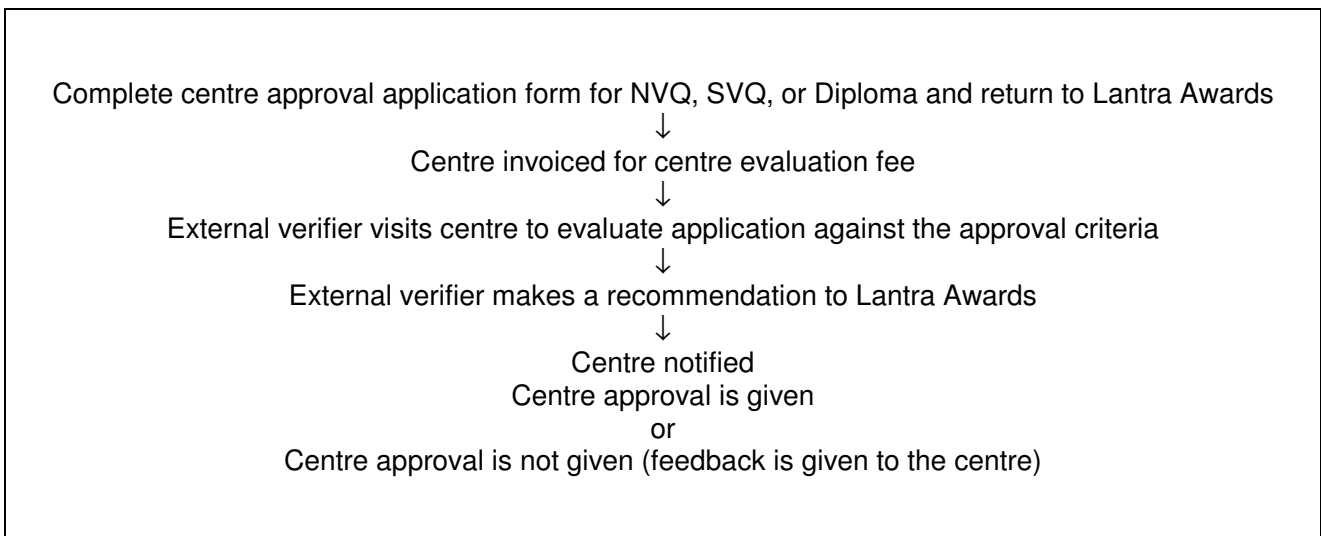 Complete centre approval application form for NVQ, SVQ, or Diploma and return to Lantra Awards
↓
Centre invoiced for centre evaluation fee
↓
External verifier visits centre to evaluate application against the approval criteria
↓
External verifier makes a recommendation to Lantra Awards
↓
Centre notified
Centre approval is given
or
Centre approval is not given (feedback is given to the centre)